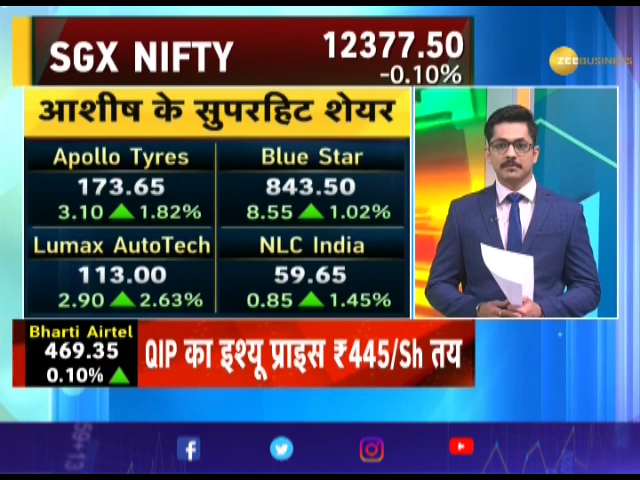 SGX NIFTY
12377.50
-0.10%
ZEEBUSINESS
आशीष के सुपरहिट शेयर
Apollo Tyres
173.65
3.10 ▲ 1.82%
Blue Star
843.50
8.55 ▲ 1.02%
Lumax AutoTech
113.00
2.90 ▲ 2.63%
NLC India
59.65
0.85 ▲ 1.45%
Bharti Airtel
469.35
0.10% ▲
QIP का इश्यू प्राइस ₹445/Sh तय